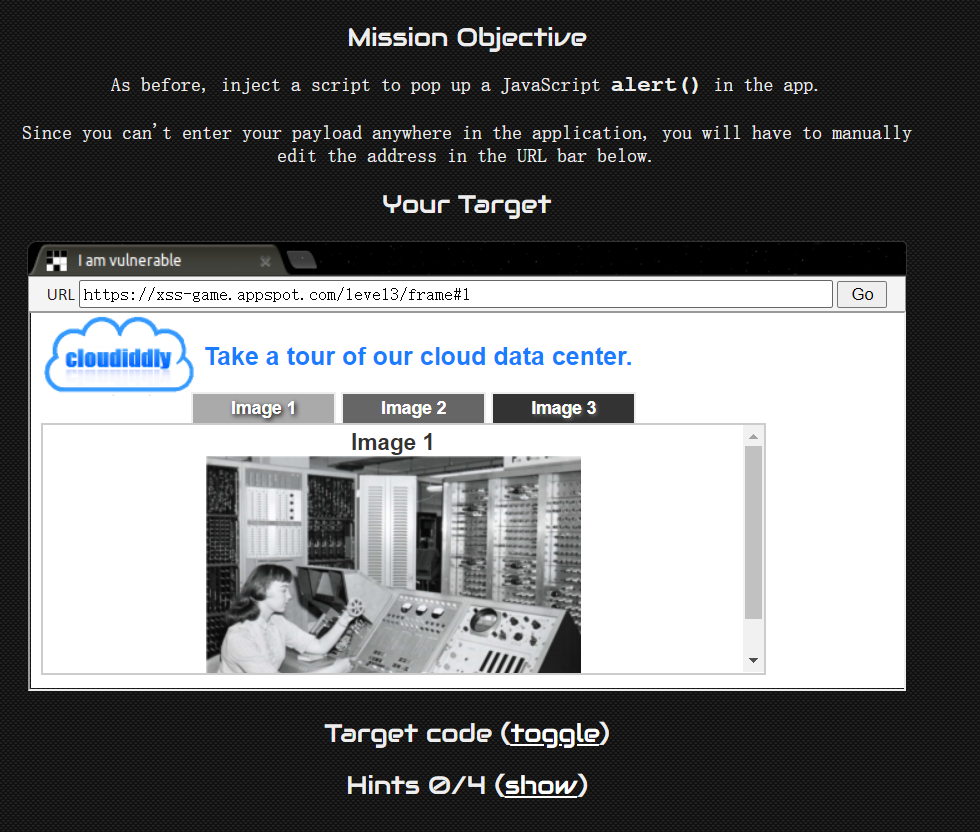 Mission Objective
As before, inject a script to pop up a JavaScript alert() in the app.
Since you can't enter your payload anywhere in the application, you will have to manually
edit the address in the URL bar below.
Your Target
I am vulnerable
URL https://xss-game.appspot.com/level3/frame#1 Go
cloudiddly Take a tour of our cloud data center.
Image 1 Image 2 Image 3
Image 1
Target code (toggle)
Hints 0/4 (show)